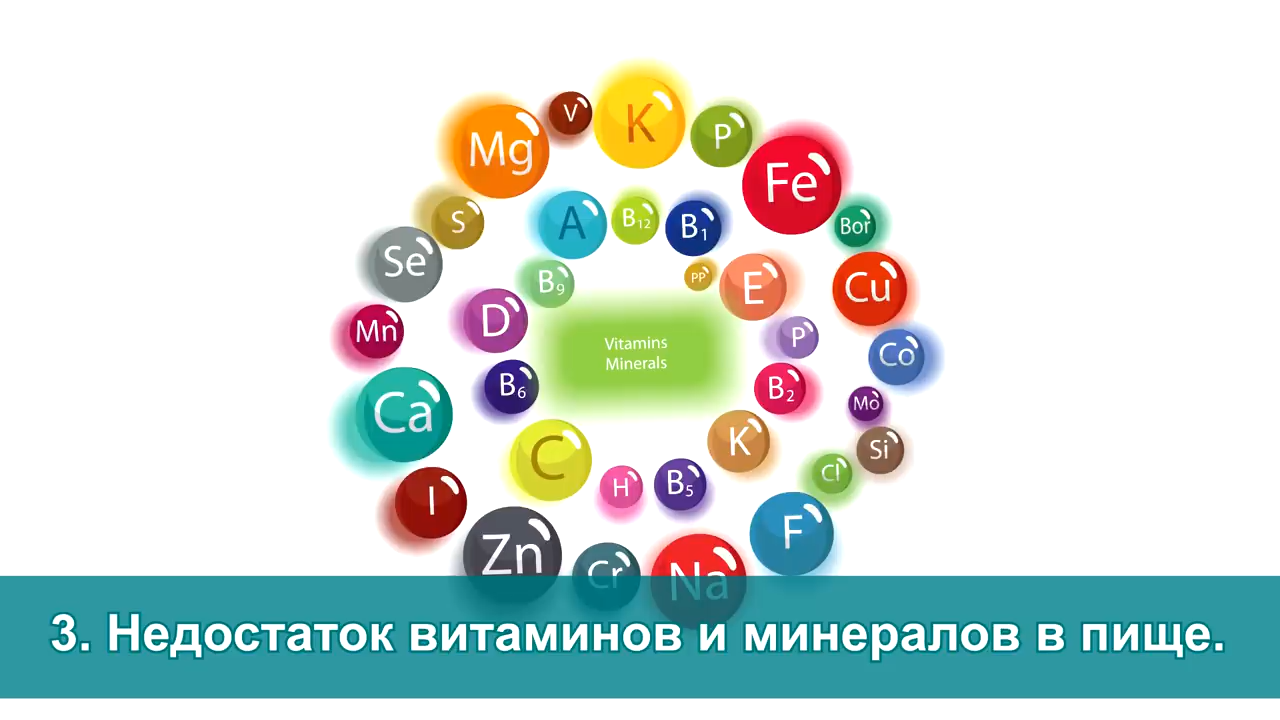 K
V
P
Mg
Fe
S
A
B12
B1
Bor
Se
B9
PP
E
Cu
Mn
D
P
Co
Vitamins
Minerals
B6
B2
Mo
Ca
C
K
Si
I
H
B5
Cl
Zn
Cr
Na
F
3. Недостаток витаминов и минералов в пище.